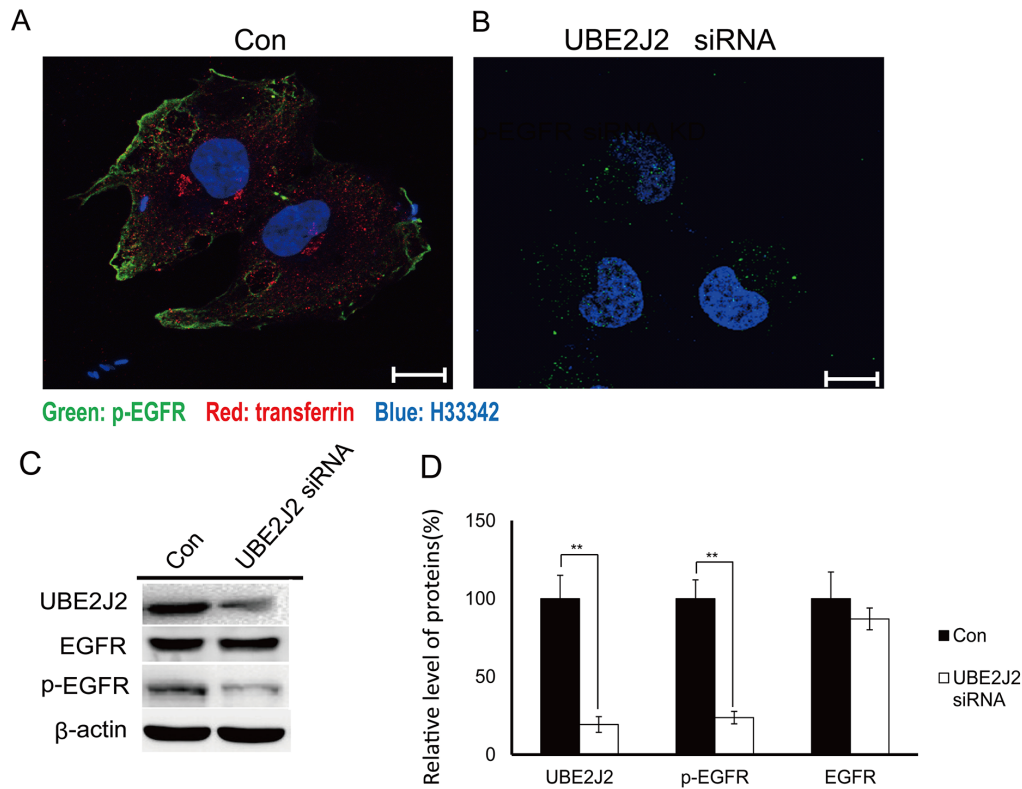 A
Con
B
UBE2J2 siRNA
Green: p-EGFR Red: transferrin Blue: H33342
C
Con
UBE2J2 siRNA
UBE2J2
EGFR
p-EGFR
β-actin
D
Relative level of proteins(%)
150
100
50
0
**
**
UBE2J2
p-EGFR
EGFR
Con
UBE2J2
siRNA